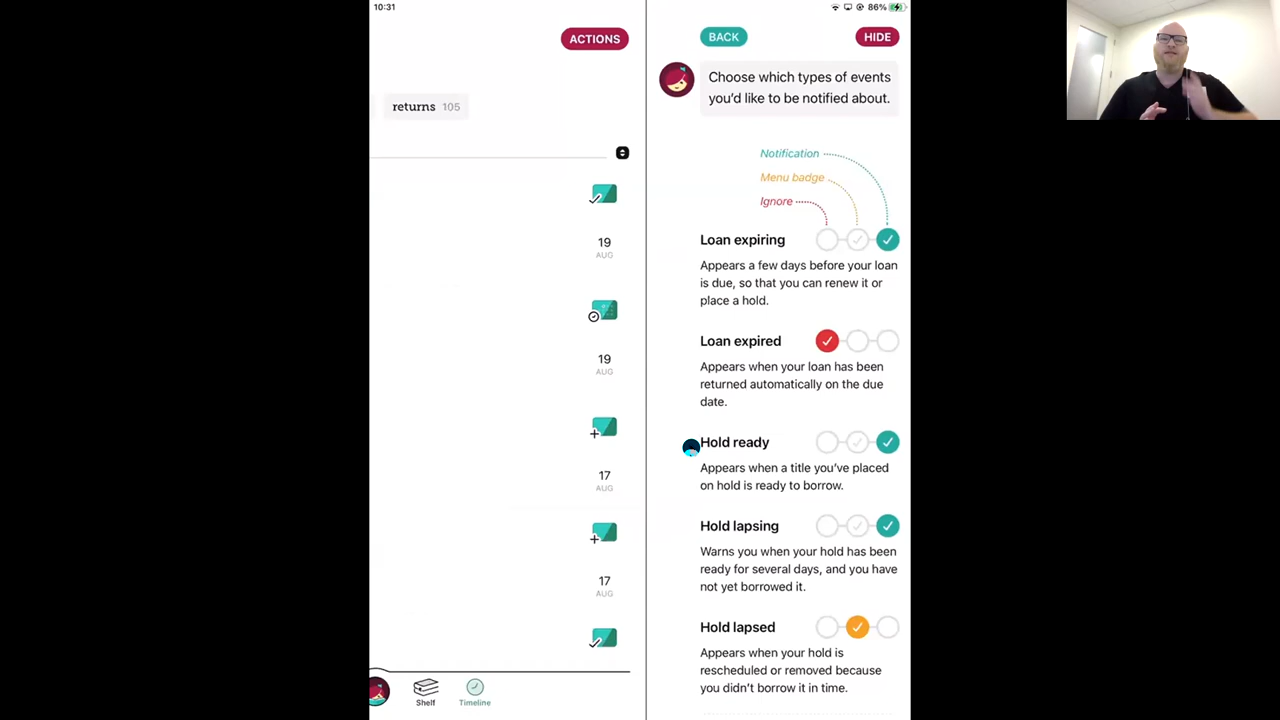 10:31
86%
ACTIONS
returns 105
19
AUG
19
AUG
17
AUG
17
AUG
Shelf
Timeline
BACK
HIDE
Choose which types of events
you'd like to be notified about.
Notification
Menu badge
Ignore
Loan expiring
Appears a few days before your loan
is due, so that you can renew it or
place a hold.
Loan expired
Appears when your loan has been
returned automatically on the due
date.
Hold ready
Appears when a title you've placed
on hold is ready to borrow.
Hold lapsing
Warns you when your hold has been
ready for several days, and you have
not yet borrowed it.
Hold lapsed
Appears when your hold is
rescheduled or removed because
you didn't borrow it in time.